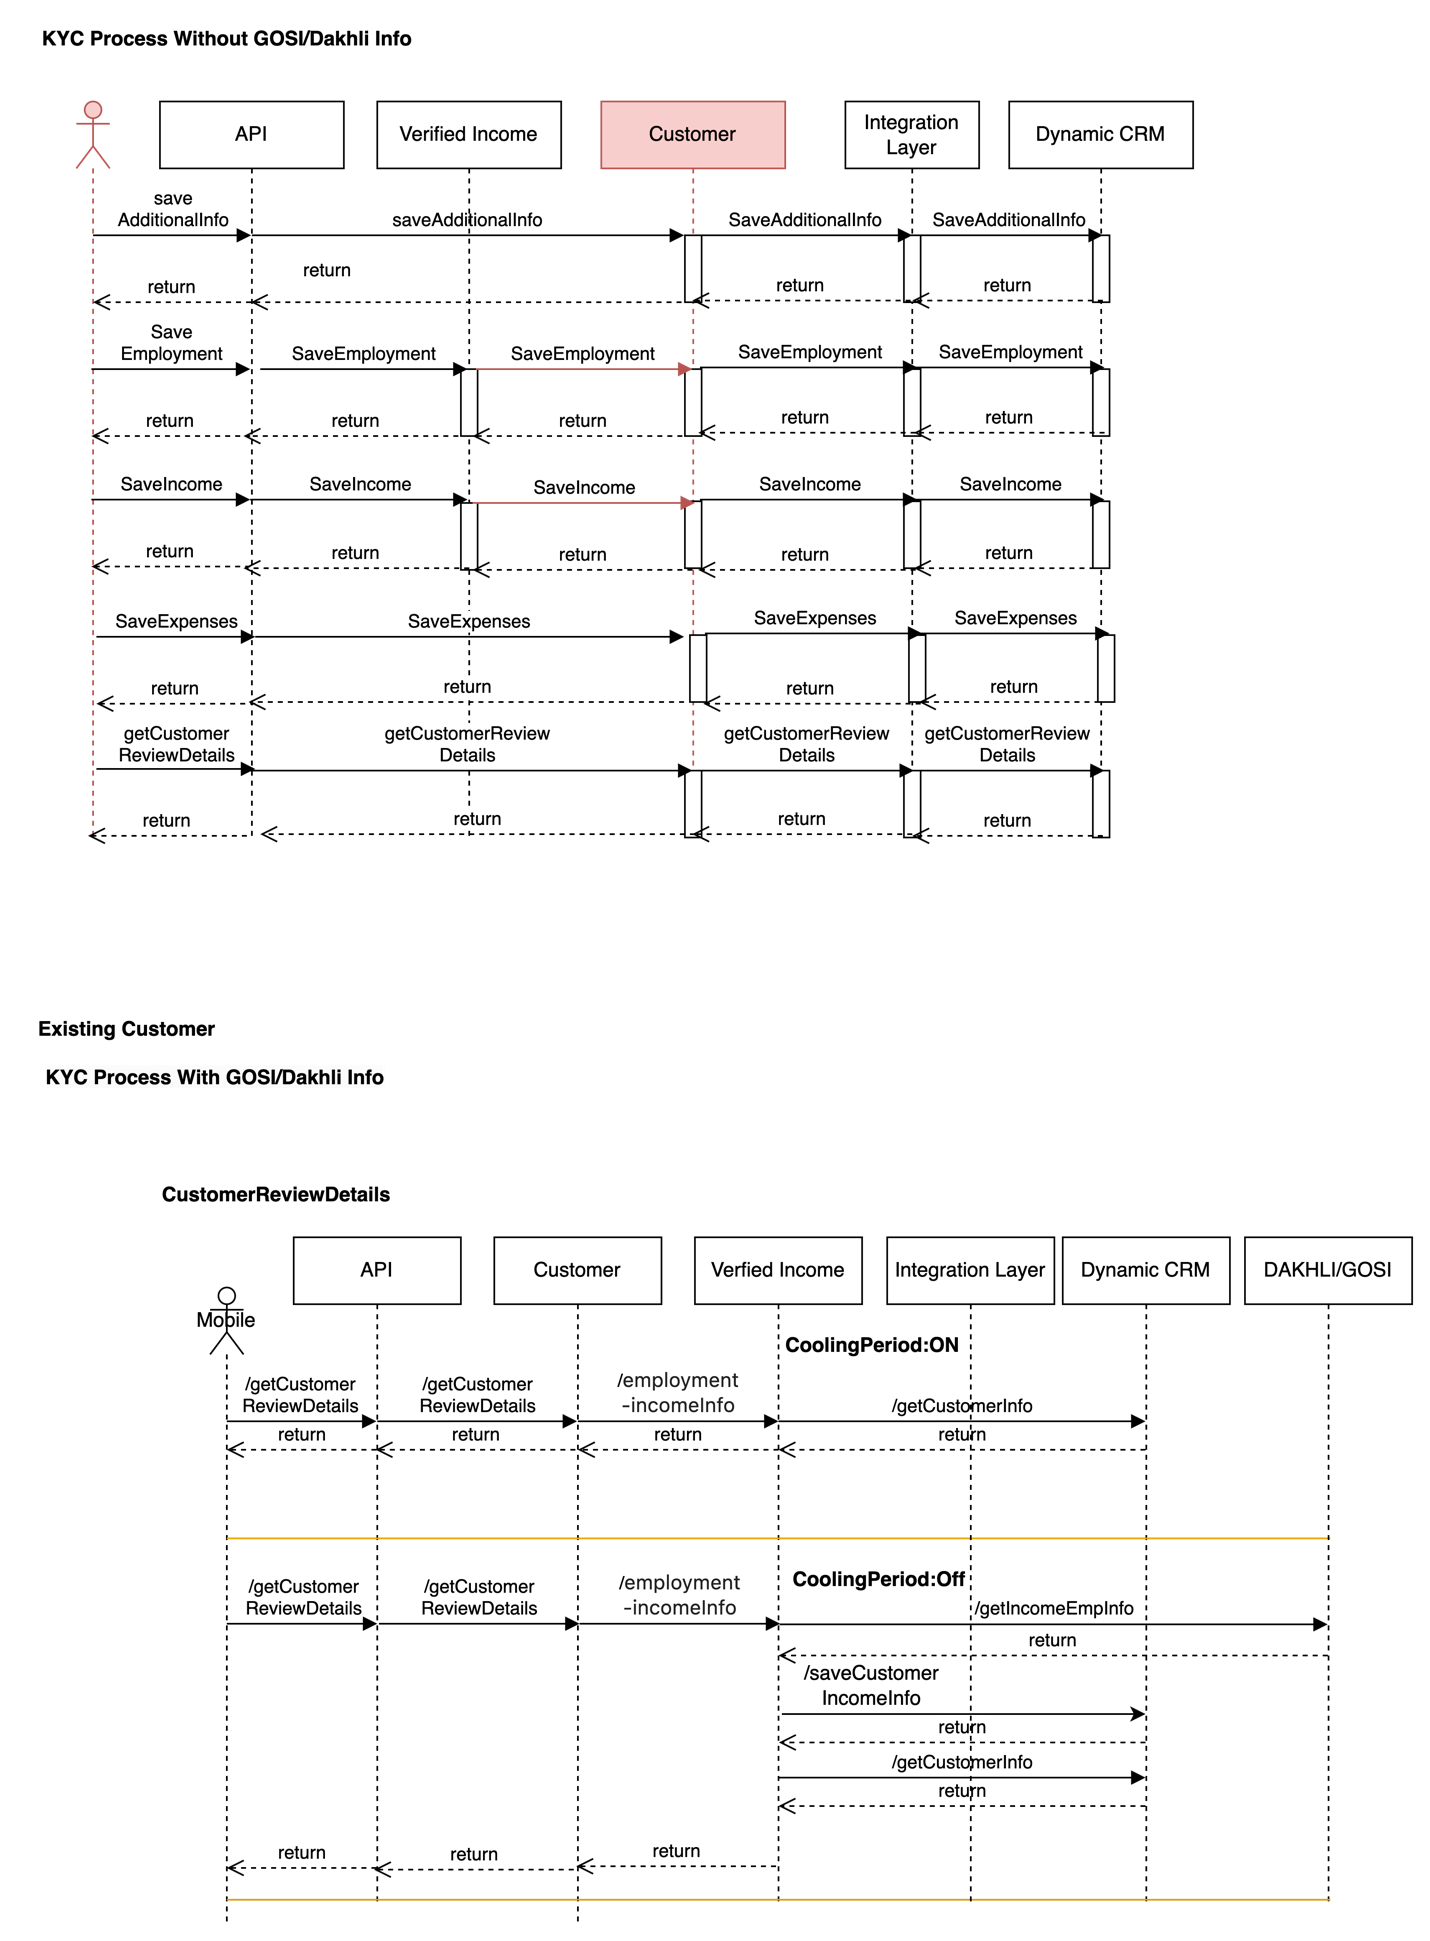 KYC Process Without GOSI/Dakhli Info
API
Verified Income
Customer
Integration
Layer
Dynamic CRM
save
AdditionalInfo
saveAdditionalInfo
SaveAdditionalInfo
SaveAdditionalInfo
return
return
return
return
Save
Employment
SaveEmployment
SaveEmployment
SaveEmployment
SaveEmployment
return
return
return
return
return
SaveIncome
SaveIncome
SaveIncome
SaveIncome
SaveIncome
return
return
return
return
return
SaveExpenses
SaveExpenses
SaveExpenses
SaveExpenses
return
return
return
return
getCustomer
ReviewDetails
getCustomerReview
Details
getCustomerReview
Details
getCustomerReview
Details
return
return
return
return
Existing Customer
KYC Process With GOSI/Dakhli Info
CustomerReviewDetails
API
Customer
Verfied Income
Integration Layer
Dynamic CRM
DAKHLI/GOSI
Mobile
CoolingPeriod:ON
/getCustomer
ReviewDetails
/getCustomer
ReviewDetails
/employment
-incomeInfo
/getCustomerInfo
return
return
return
return
CoolingPeriod:Off
/getCustomer
ReviewDetails
/getCustomer
ReviewDetails
/employment
-incomeInfo
/getIncomeEmpInfo
return
/saveCustomer
IncomeInfo
return
/getCustomerInfo
return
return
return
return